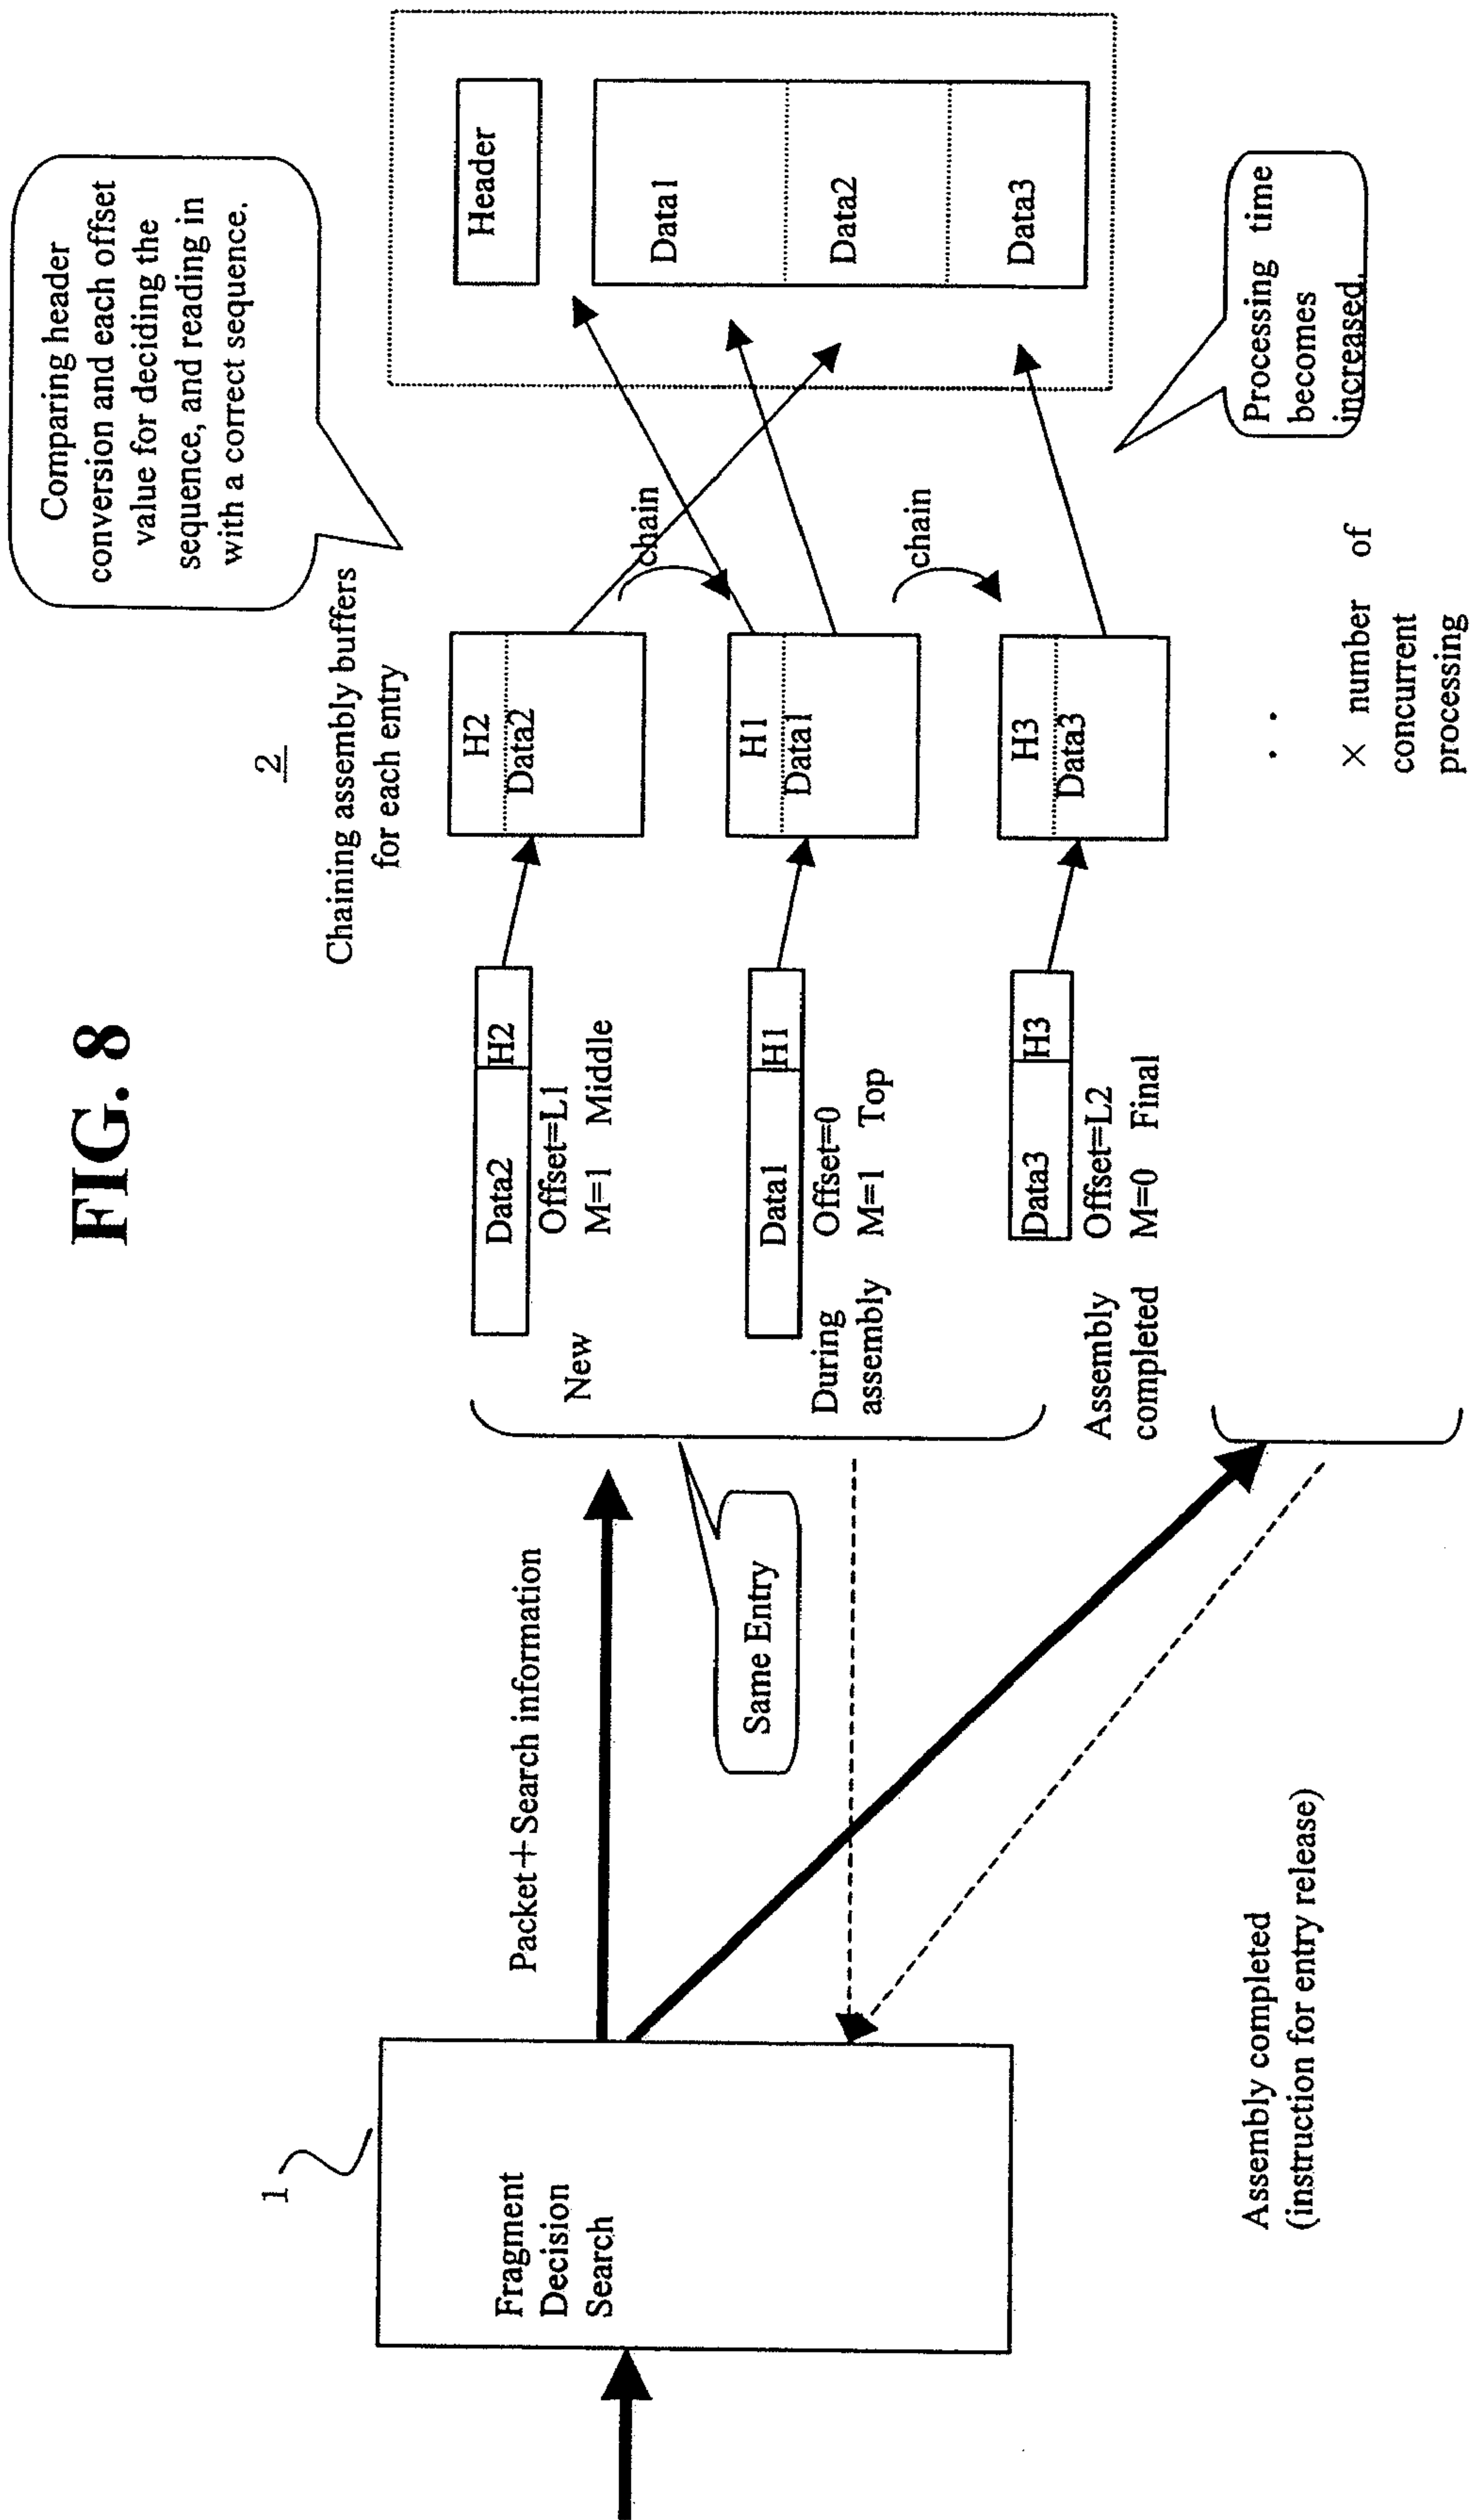 FIG. 8
1
Fragment
Decision
Search
Packet+Search information
Same Entry
Assembly completed
(instruction for entry release)
New
During
assembly
Assembly
completed
Data2
H2
Offset=L1
M=1 Middle
Data1
H1
Offset=0
M=1 Top
Data3
H3
Offset=L2
M=0 Final
2
Chaining assembly buffers
for each entry
H2
Data2
H1
Data1
H3
Data3
chain
chain
× number of
concurrent
processing
Comparing header
conversion and each offset
value for deciding the
sequence, and reading in
with a correct sequence.
Header
Data1
Data2
Data3
Processing time
becomes
increased.